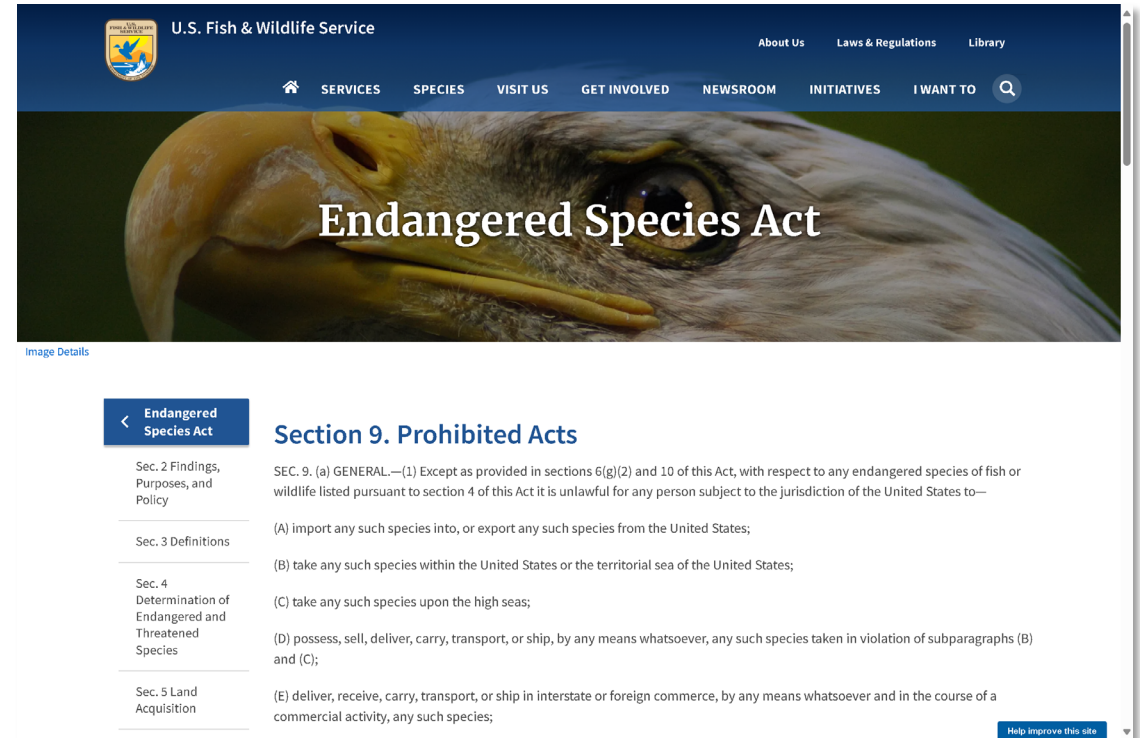 U.S. Fish & Wildlife Service
About Us Laws & Regulations Library
SERVICES SPECIES VISIT US GET INVOLVED NEWSROOM INITIATIVES I WANT TO
Endangered Species Act
Image Details
Endangered
Species Act
Sec. 2 Findings,
Purposes, and
Policy
Sec. 3 Definitions
Sec. 4
Determination of
Endangered and
Threatened
Species
Sec. 5 Land
Acquisition
Section 9. Prohibited Acts
SEC. 9. (a) GENERAL.—(1) Except as provided in sections 6(g)(2) and 10 of this Act, with respect to any endangered species of fish or
wildlife listed pursuant to section 4 of this Act it is unlawful for any person subject to the jurisdiction of the United States to—
(A) import any such species into, or export any such species from the United States;
(B) take any such species within the United States or the territorial sea of the United States;
(C) take any such species upon the high seas;
(D) possess, sell, deliver, carry, transport, or ship, by any means whatsoever, any such species taken in violation of subparagraphs (B)
and (C);
(E) deliver, receive, carry, transport, or ship in interstate or foreign commerce, by any means whatsoever and in the course of a
commercial activity, any such species;
Help improve this site